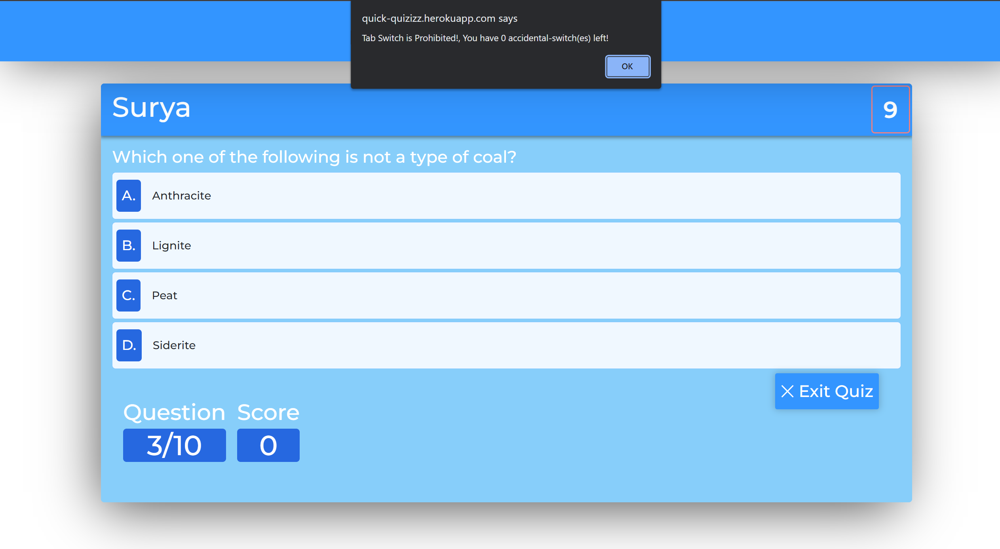 quick-quizizz.herokuapp.com says
Tab Switch is Prohibited!, You have 0 accidental-switch(es) left!
OK
Surya
9
Which one of the following is not a type of coal?
A. Anthracite
B. Lignite
C. Peat
D. Siderite
Exit Quiz
Question Score
3/10 0